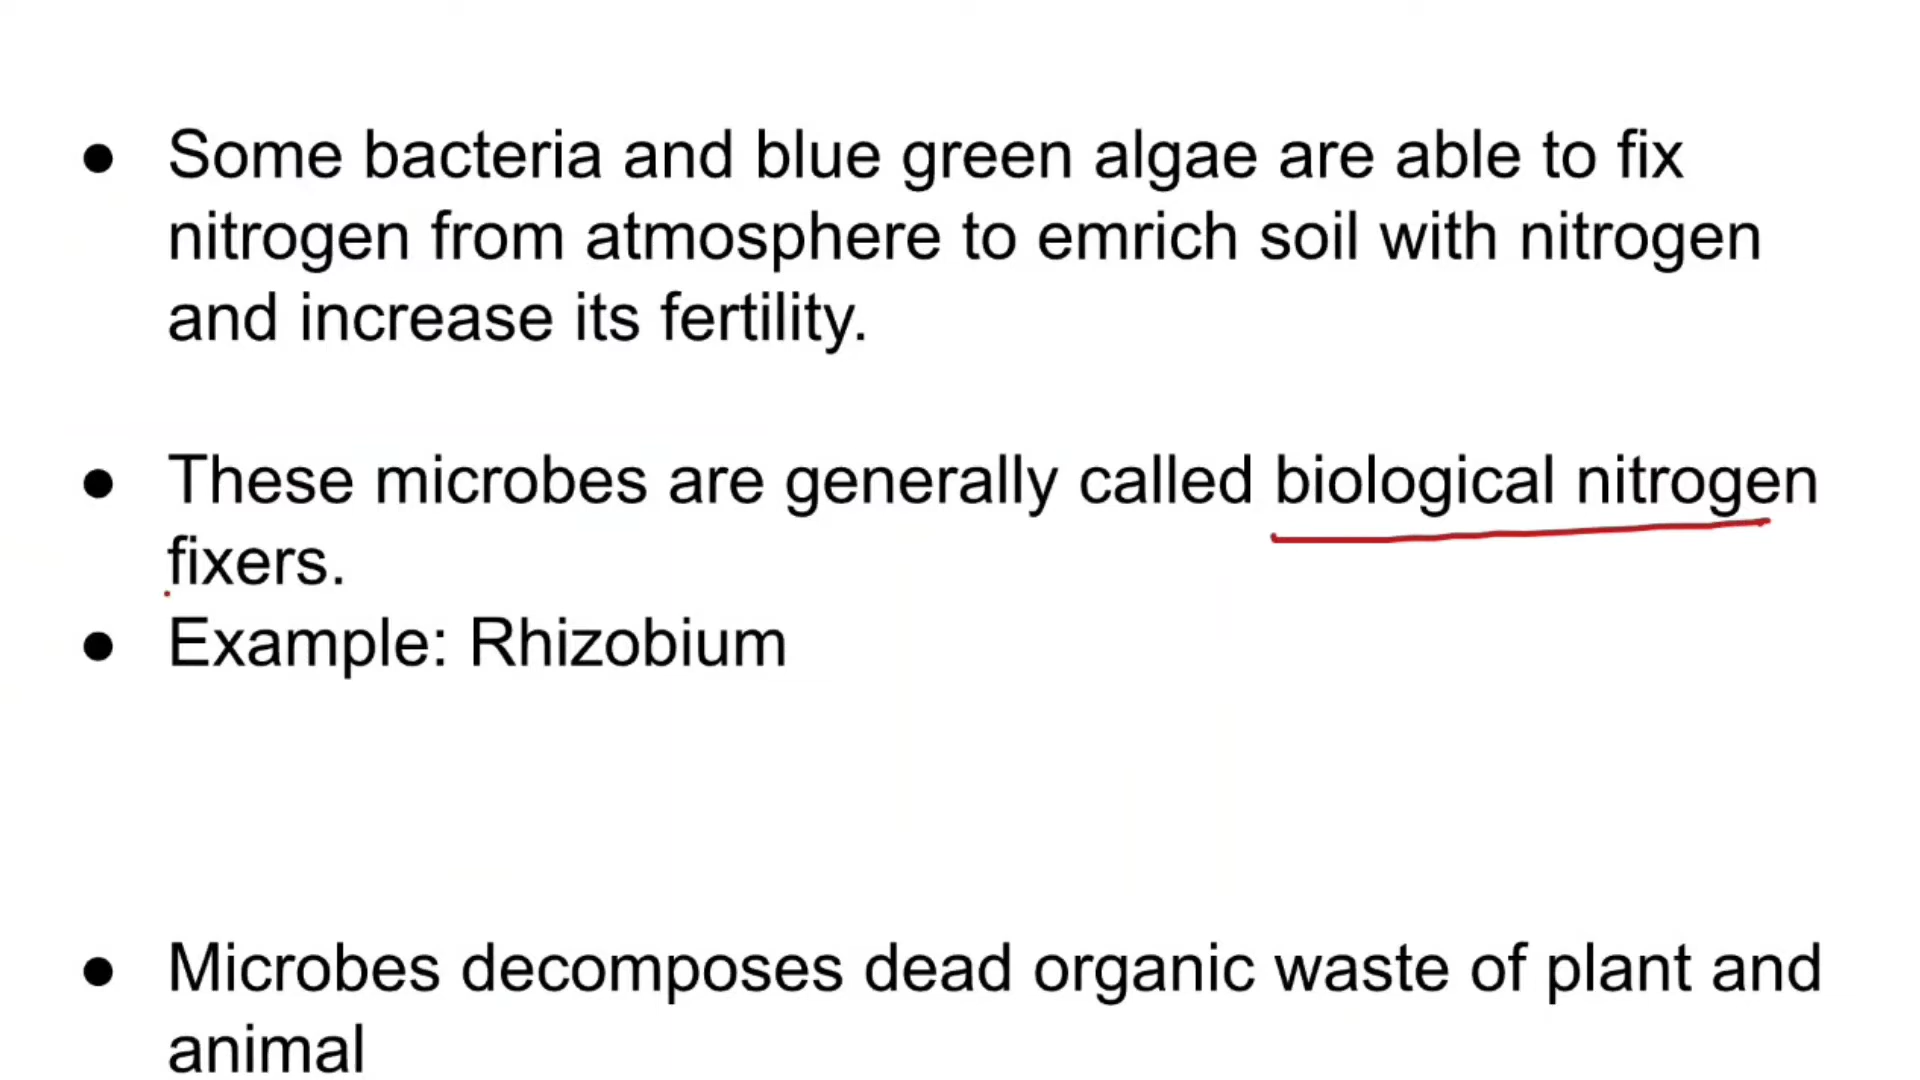 ● Some bacteria and blue green algae are able to fix
nitrogen from atmosphere to emrich soil with nitrogen
and increase its fertility.
● These microbes are generally called biological nitrogen
fixers.
● Example: Rhizobium
● Microbes decomposes dead organic waste of plant and
animal